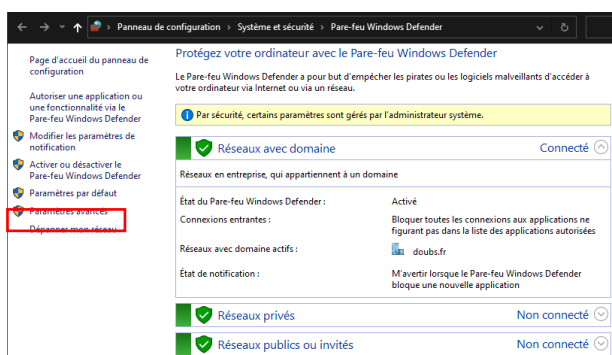 Panneau de configuration > Système et sécurité > Pare-feu Windows Defender
Page d'accueil du panneau de
configuration
Autoriser une application ou
une fonctionnalité via le
Pare-feu Windows Defender
Modifier les paramètres de
notification
Activer ou désactiver le
Pare-feu Windows Defender
Paramètres par défaut
Paramètres avancés
Dépanner mon réseau
Protégez votre ordinateur avec le Pare-feu Windows Defender
Le Pare-feu Windows Defender a pour but d'empêcher les pirates ou les logiciels malveillants d'accéder à
votre ordinateur via Internet ou via un réseau.
Par sécurité, certains paramètres sont gérés par l'administrateur système.
Réseaux avec domaine Connecté
Réseaux en entreprise, qui appartiennent à un domaine
État du Pare-feu Windows Defender : Activé
Connexions entrantes : Bloquer toutes les connexions aux applications ne
figurant pas dans la liste des applications autorisées
Réseaux avec domaine actifs : doubs.fr
État de notification : M'avertir lorsque le Pare-feu Windows Defender
bloque une nouvelle application
Réseaux privés Non connecté
Réseaux publics ou invités Non connecté